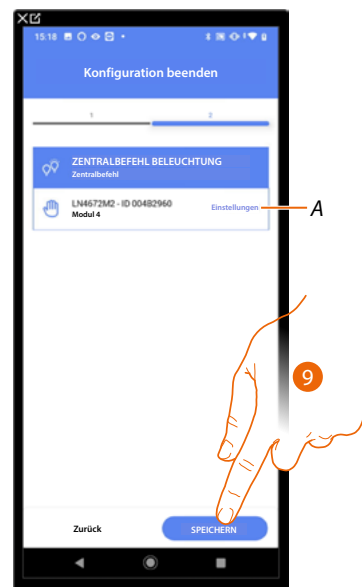 15:18
Konfiguration beenden
1 2
ZENTRALBEFEHL BELEUCHTUNG
Zentralbefehl
LN4672M2 - ID 004B2960
Modul 4
Einstellungen
A
9
Zurück
SPEICHERN